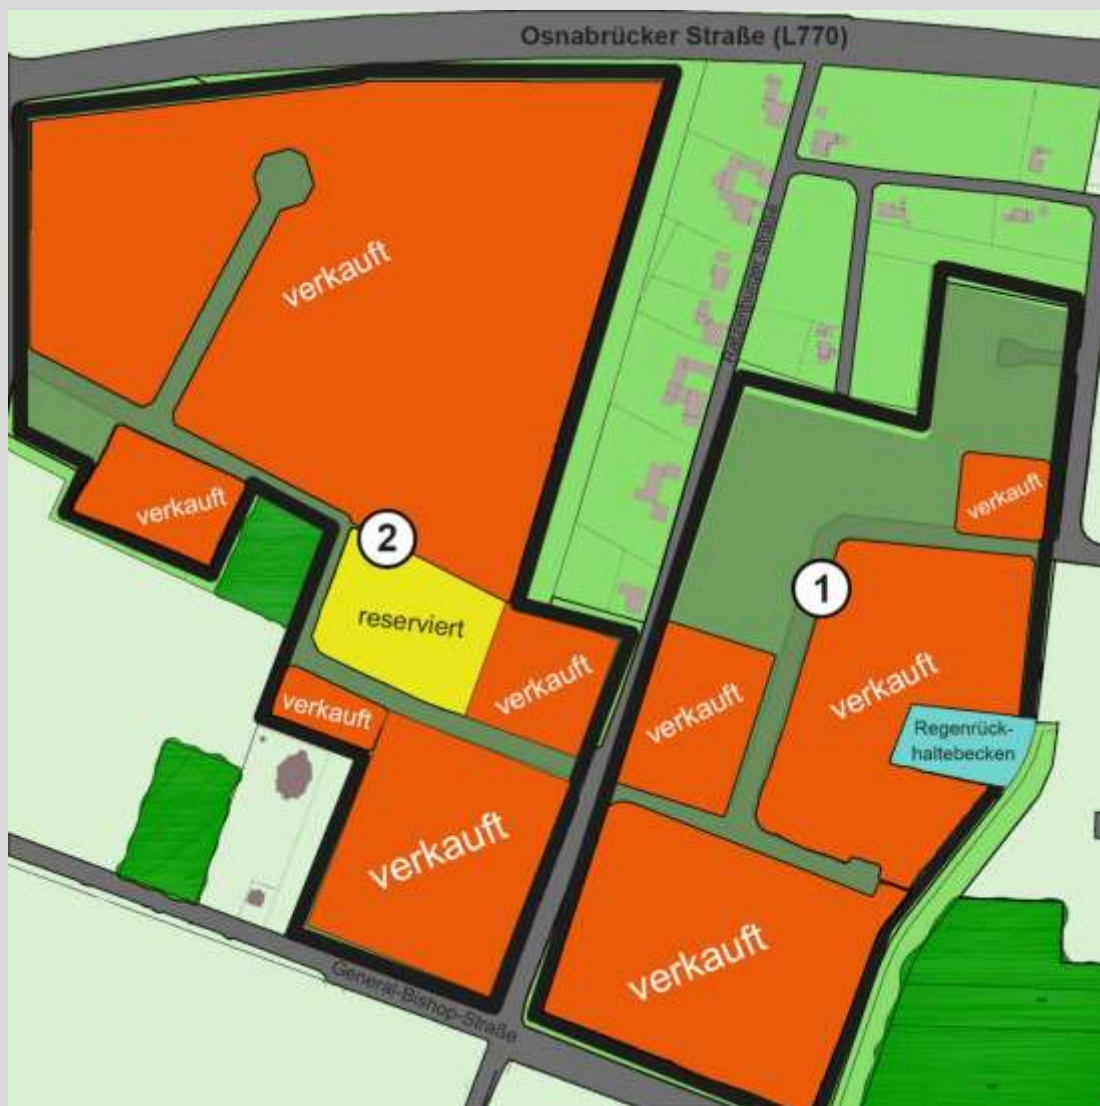 Osnabrücker Straße (L770)
verkauft
verkauft
verkauft
2
1
reserviert
verkauft
verkauft
verkauft
verkauft
Regenrück-
haltebecken
verkauft
verkauft
General-Bishop-Straße
Straße